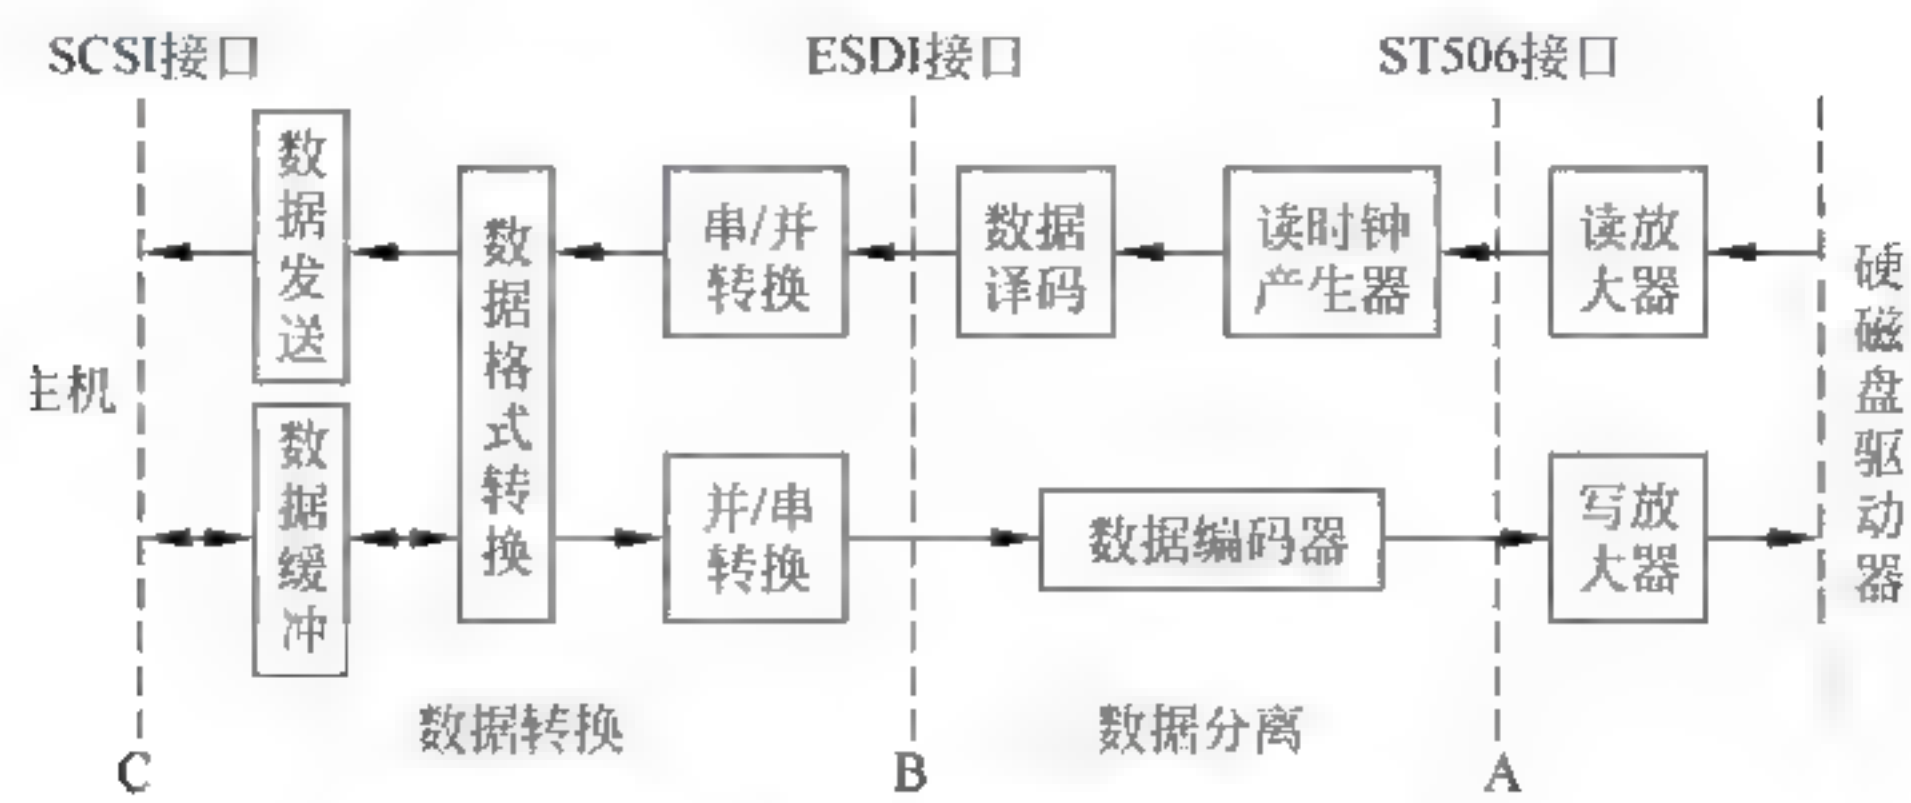 SCSI接口
ESDI接口
ST506接口
主机
数据发送
数据缓冲
数据格式转换
串/并
转换
并/串
转换
数据
译码
读时钟
产生器
数据编码器
读放
大器
写放
大器
硬磁盘驱动器
数据转换
数据分离
C
B
A